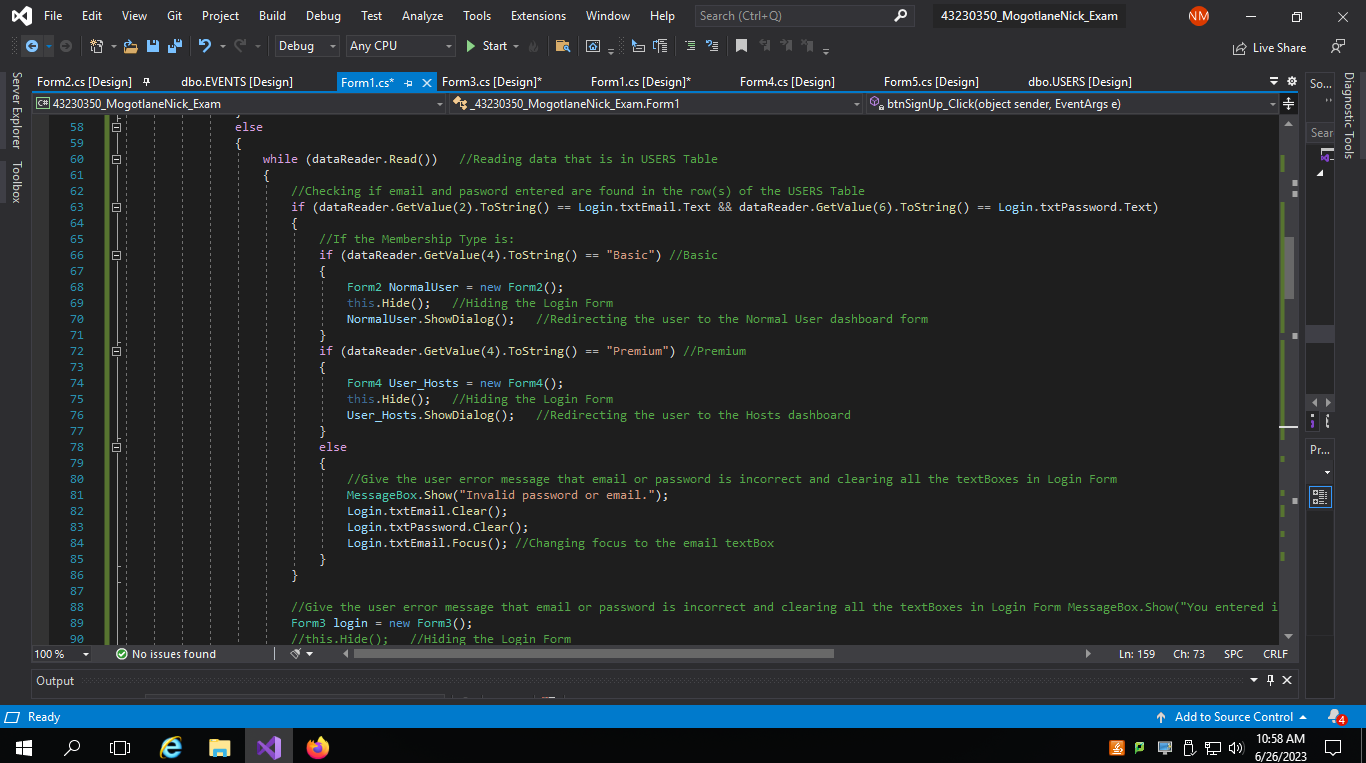 File Edit View Git Project Build Debug Test Analyze Tools Extensions Window Help Search (Ctrl+Q) 43230350_MogotlaneNick_Exam NM
Debug Any CPU Start Live Share
Form2.cs [Design] dbo.EVENTS [Design] Form1.cs* Form3.cs [Design]* Form1.cs [Design]* Form4.cs [Design] Form5.cs [Design] dbo.USERS [Design]
Server Explorer
Toolbox
So...
Diagnostic Tools
C# 43230350_MogotlaneNick_Exam _43230350_MogotlaneNick_Exam.Form1 btnSignUp_Click(object sender, EventArgs e)
Sear
58 else
59 {
60 while (dataReader.Read()) //Reading data that is in USERS Table
61 {
62 //Checking if email and pasword entered are found in the row(s) of the USERS Table
63 if (dataReader.GetValue(2).ToString() == Login.txtEmail.Text && dataReader.GetValue(6).ToString() == Login.txtPassword.Text)
64 {
65 //If the Membership Type is:
66 if (dataReader.GetValue(4).ToString() == "Basic") //Basic
67 {
68 Form2 NormalUser = new Form2();
69 this.Hide(); //Hiding the Login Form
70 NormalUser.ShowDialog(); //Redirecting the user to the Normal User dashboard form
71 }
72 if (dataReader.GetValue(4).ToString() == "Premium") //Premium
73 {
74 Form4 User_Hosts = new Form4();
75 this.Hide(); //Hiding the Login Form
76 User_Hosts.ShowDialog(); //Redirecting the user to the Hosts dashboard
77 }
78 else
79 {
80 //Give the user error message that email or password is incorrect and clearing all the textBoxes in Login Form
81 MessageBox.Show("Invalid password or email.");
82 Login.txtEmail.Clear();
83 Login.txtPassword.Clear();
84 Login.txtEmail.Focus(); //Changing focus to the email textBox
85 }
86 }
87
88 //Give the user error message that email or password is incorrect and clearing all the textBoxes in Login Form MessageBox.Show("You entered i
89 Form3 login = new Form3();
90 //this.Hide(); //Hiding the Login Form
Pr...
100 % No issues found Ln: 159 Ch: 73 SPC CRLF
Output
Ready Add to Source Control 4
10:58 AM
6/26/2023